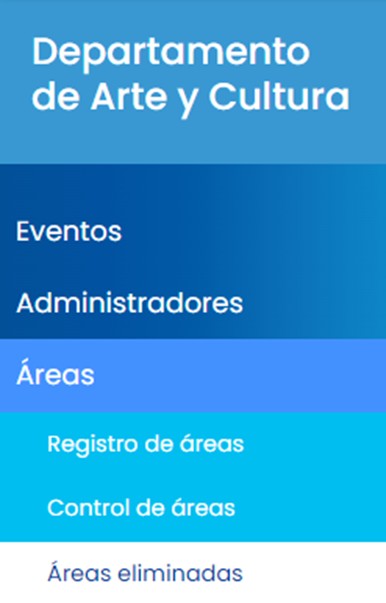 Departamento
de Arte y Cultura
Eventos
Administradores
Áreas
Registro de áreas
Control de áreas
Áreas eliminadas